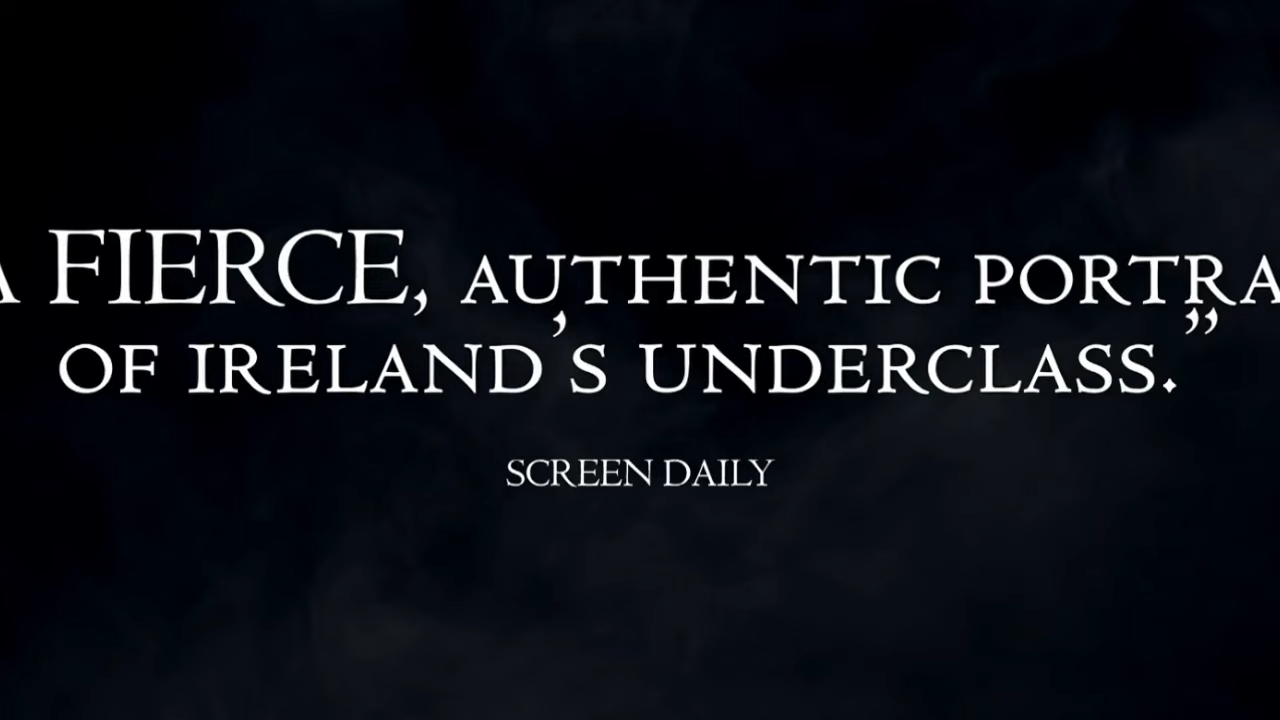 A FIERCE, AUTHENTIC PORTRA
OF IRELAND’S UNDERCLASS.”
SCREEN DAILY